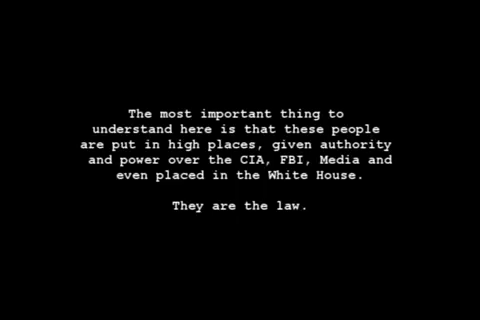 The most important thing to
understand here is that these people
are put in high places, given authority
and power over the CIA, FBI, Media and
even placed in the White House.
They are the law.